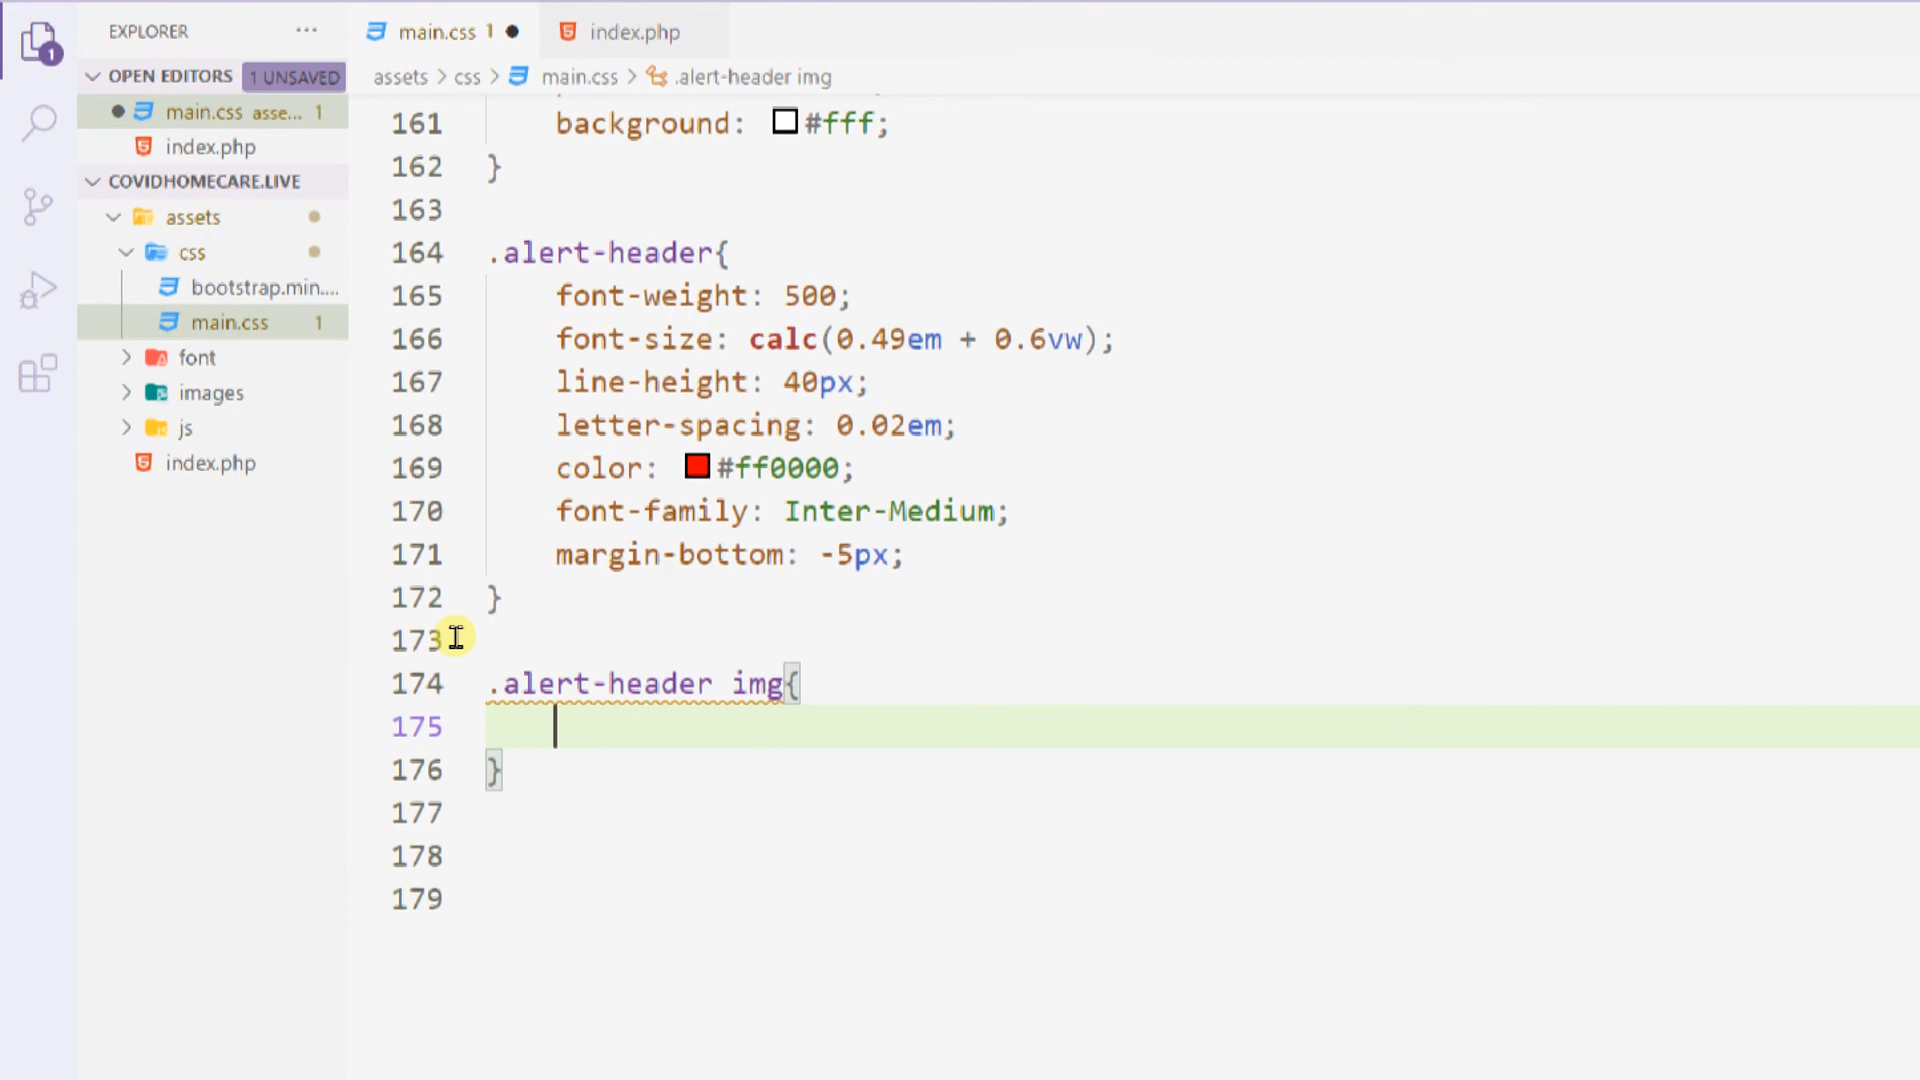 EXPLORER ...
main.css 1
index.php
OPEN EDITORS
1 UNSAVED
assets > css > main.css > .alert-header img
main.css asse... 1
index.php
COVIDHOMECARE.LIVE
assets
css
bootstrap.min....
main.css 1
font
images
js
index.php
1
161 background: #fff;
162 }
163
164 .alert-header{
165 font-weight: 500;
166 font-size: calc(0.49em + 0.6vw);
167 line-height: 40px;
168 letter-spacing: 0.02em;
169 color: #ff0000;
170 font-family: Inter-Medium;
171 margin-bottom: -5px;
172 }
173
174 .alert-header img{
175
176 }
177
178
179